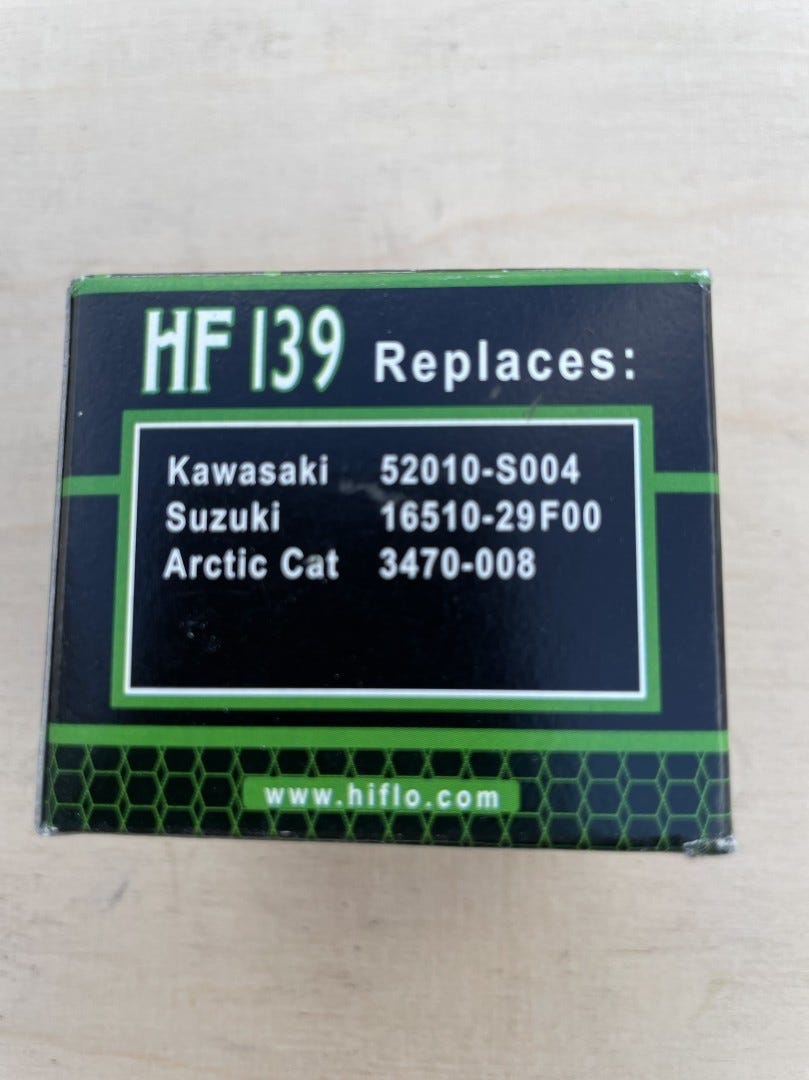 HF 139 Replaces:
Kawasaki 52010-S004
Suzuki 16510-29F00
Arctic Cat 3470-008
www.hiflo.com